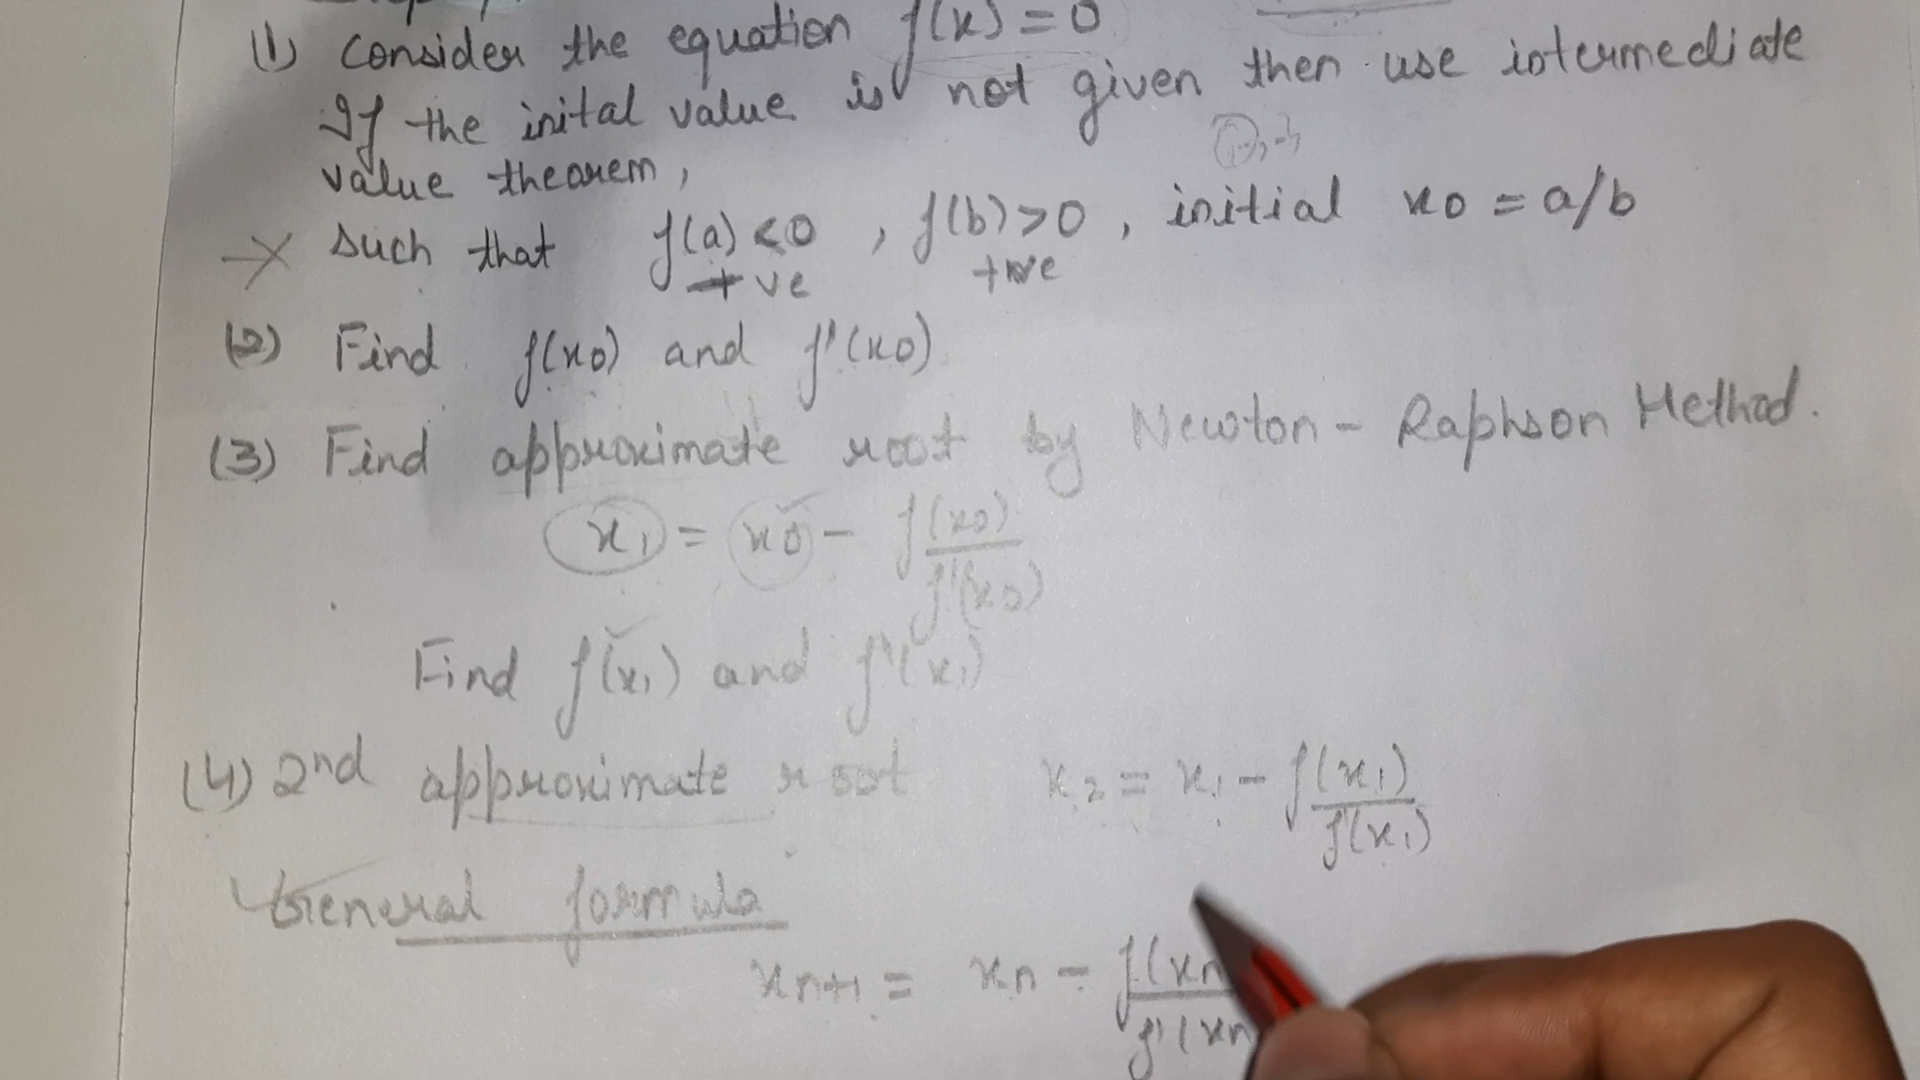 (1) Consider the equation f(x) = 0
If the inital value is not given then use intermediate
value theorem,
Such that f(a) < 0 , f(b) > 0 , initial x0 = a/b
+ve +ve
(2) Find f(x0) and f'(x0)
(3) Find approximate root by Newton - Raphson Method.
x1 = x0 - f(x0)
f'(x0)
Find f(x1) and f'(x1)
(4) 2nd approximate root x2 = x1 - f(x1)
f'(x1)
General formula
xn+1 = xn - f(xn
f'(xn